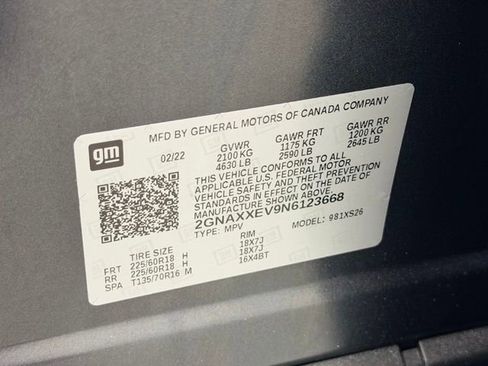 gm
MFD BY GENERAL MOTORS OF CANADA COMPANY
02/22 GVWR GAWR FRT GAWR RR
2100 KG 1175 KG 1200 KG
4630 LB 2590 LB 2645 LB
THIS VEHICLE CONFORMS TO ALL
APPLICABLE U.S. FEDERAL MOTOR
VEHICLE SAFETY AND THEFT PREVENTION
STANDARDS IN EFFECT ON THE DATE OF
MANUFACTURE SHOWN ABOVE.
2GNAXXEV9N6123668
TYPE: MPV MODEL: 981XS26
TIRE SIZE RIM
FRT 225/60R18 H 18X7J
RR 225/60R18 H 18X7J
SPA T135/70R16 M 16X4BT